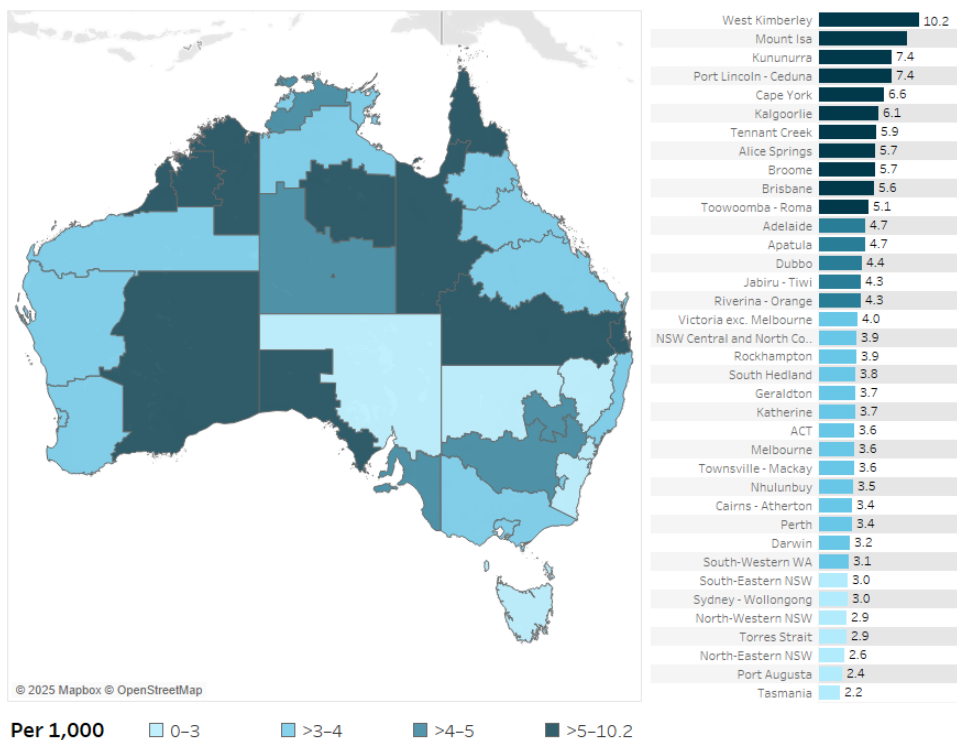 West Kimberley 10.2
Mount Isa
Kununurra 7.4
Port Lincoln - Ceduna 7.4
Cape York 6.6
Kalgoorlie 6.1
Tennant Creek 5.9
Alice Springs 5.7
Broome 5.7
Brisbane 5.6
Toowoomba - Roma 5.1
Adelaide 4.7
Apatula 4.7
Dubbo 4.4
Jabiru - Tiwi 4.3
Riverina - Orange 4.3
Victoria exc. Melbourne 4.0
NSW Central and North Co.. 3.9
Rockhampton 3.9
South Hedland 3.8
Geraldton 3.7
Katherine 3.7
ACT 3.6
Melbourne 3.6
Townsville - Mackay 3.6
Nhulunbuy 3.5
Cairns - Atherton 3.4
Perth 3.4
Darwin 3.2
South-Western WA 3.1
South-Eastern NSW 3.0
Sydney - Wollongong 3.0
North-Western NSW 2.9
Torres Strait 2.9
North-Eastern NSW 2.6
Port Augusta 2.4
Tasmania 2.2
© 2025 Mapbox © OpenStreetMap
Per 1,000 0–3 >3–4 >4–5 >5–10.2